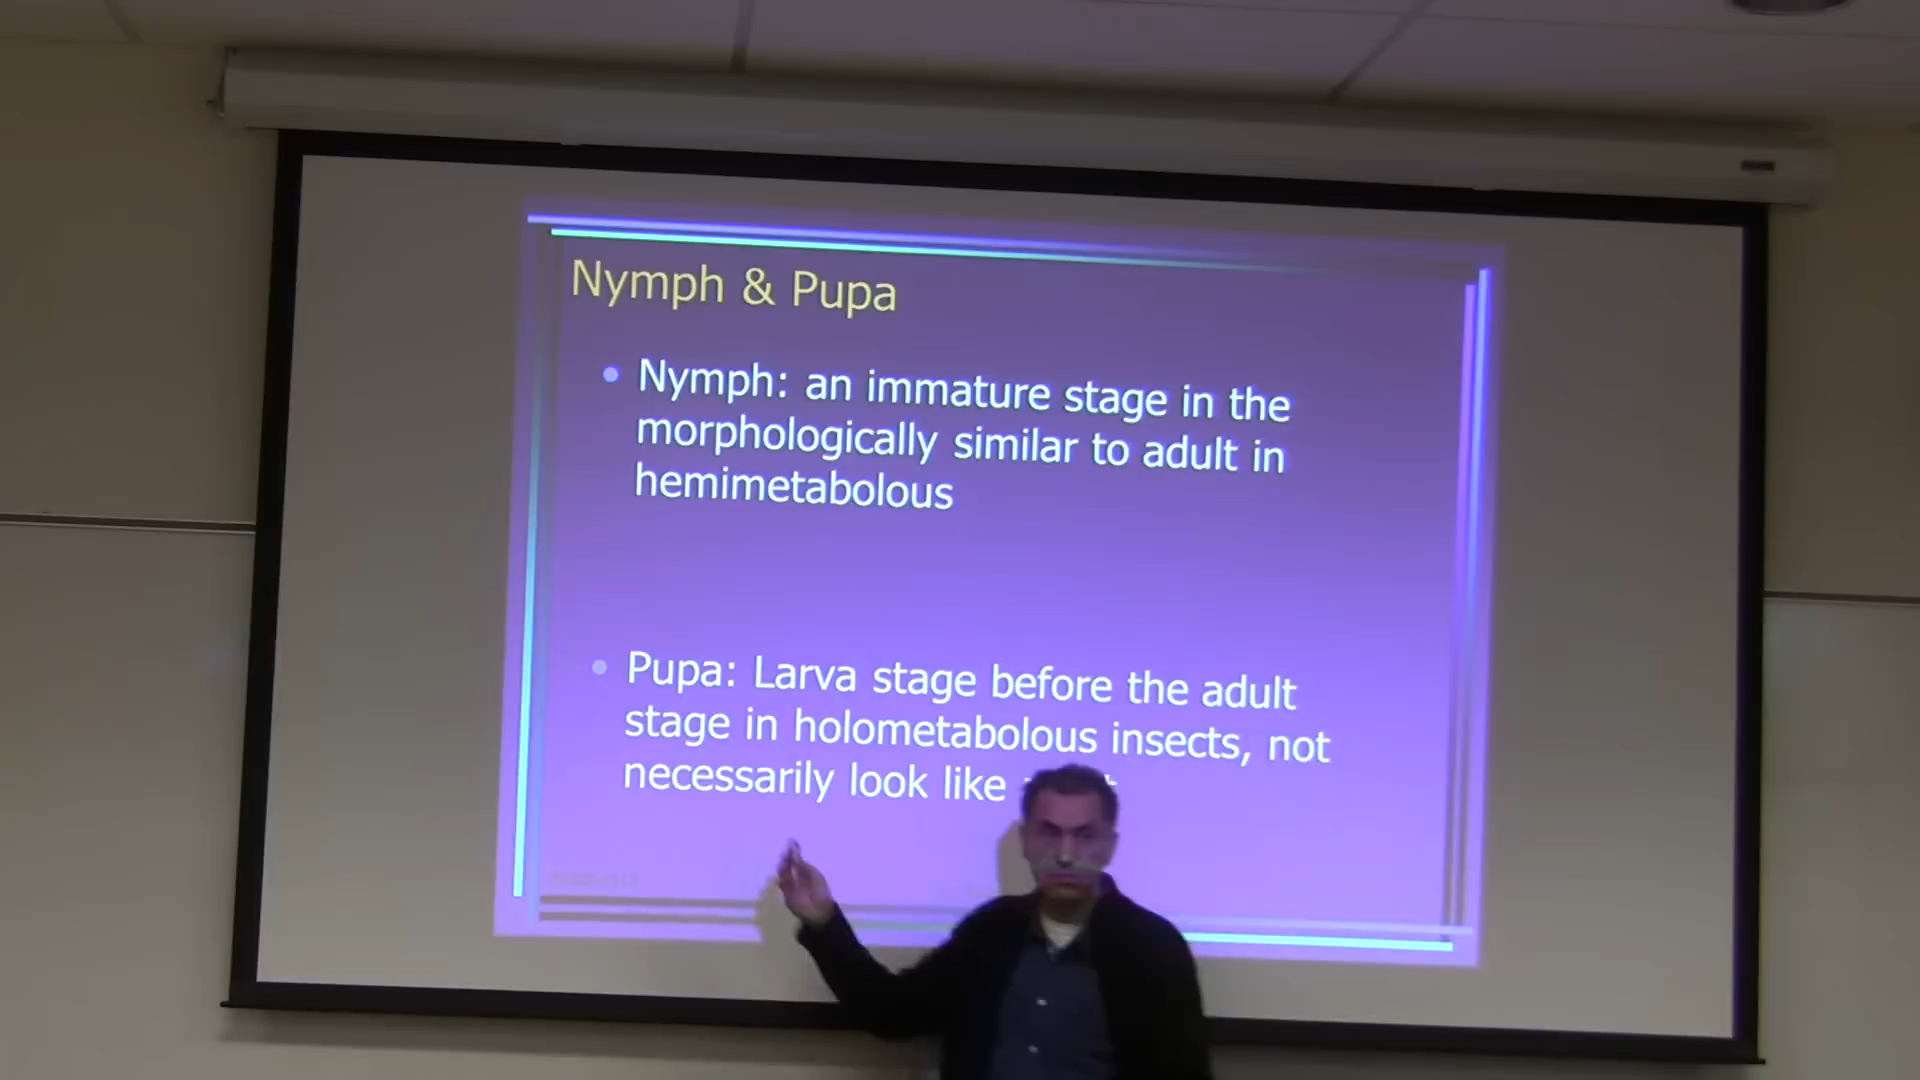 Nymph & Pupa
• Nymph: an immature stage in the
morphologically similar to adult in
hemimetabolous
• Pupa: Larva stage before the adult
stage in holometabolous insects, not
necessarily look like